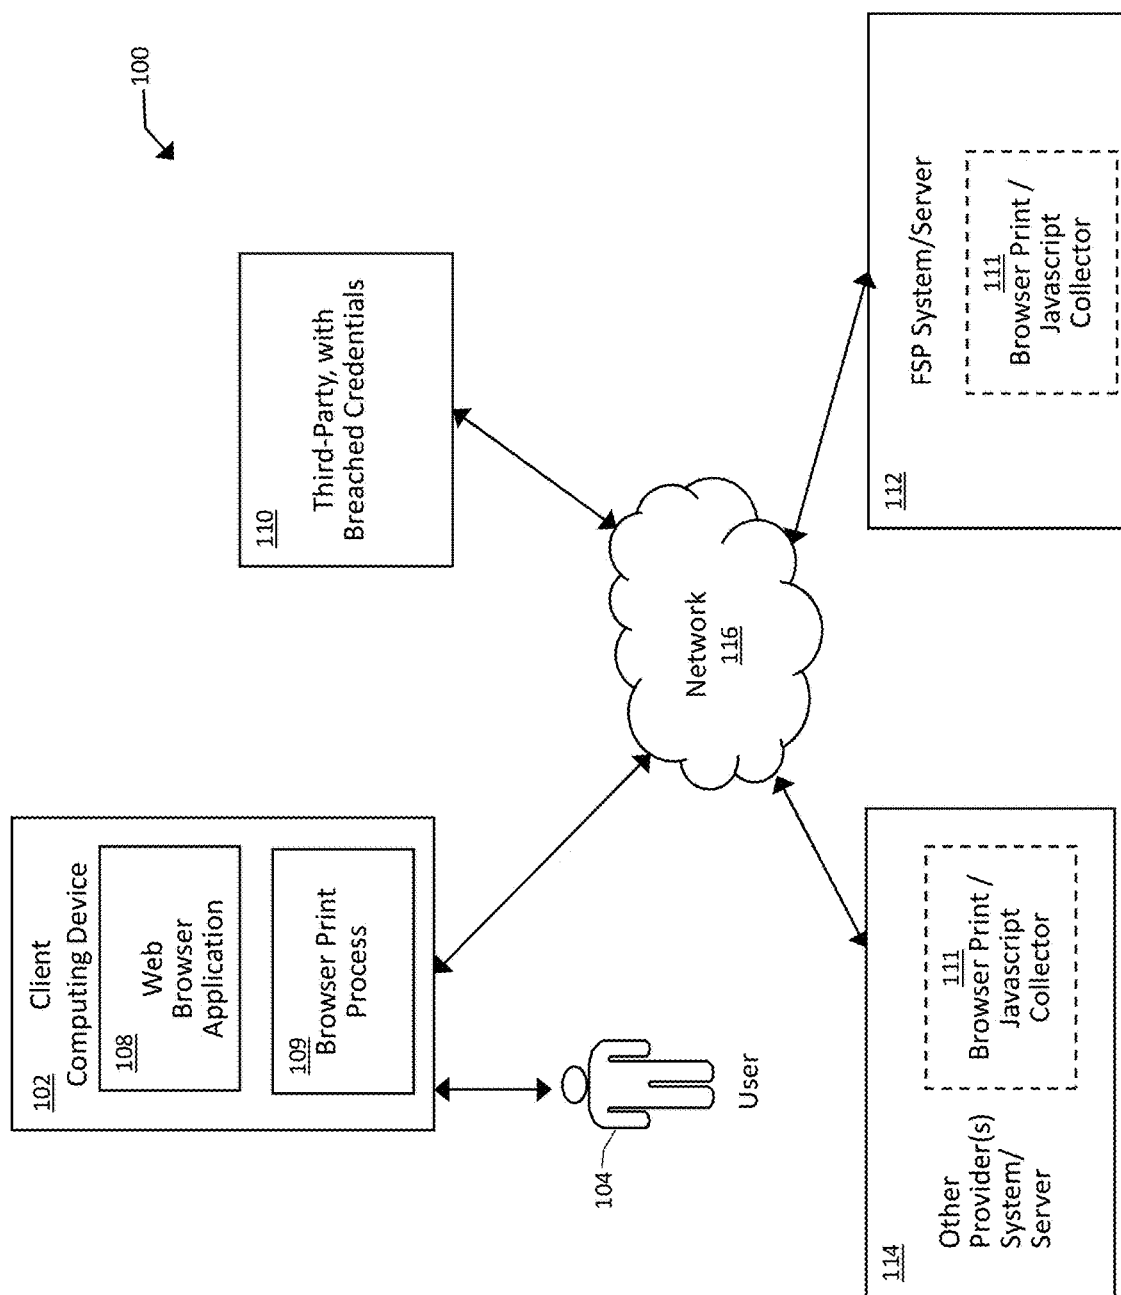 100
102
Client
Computing Device
108
Web
Browser
Application
109
Browser Print
Process
104
User
110
Third-Party, with
Breached Credentials
Network
116
114
Other
Provider(s)
System/
Server
111
Browser Print /
Javascript
Collector
112
FSP System/Server
111
Browser Print /
Javascript
Collector